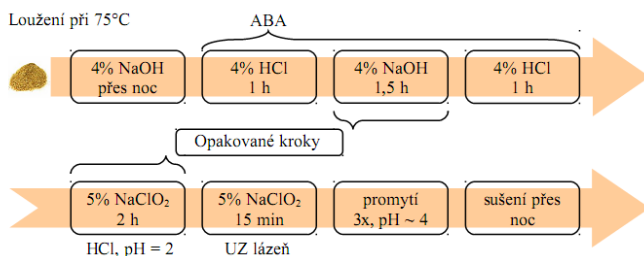 Loužení při 75°C
ABA
4% NaOH
přes noc
4% HCl
1 h
4% NaOH
1,5 h
4% HCl
1 h
Opakované kroky
5% NaClO₂
2 h
5% NaClO₂
15 min
promytí
3x, pH ~ 4
sušení přes
noc
HCl, pH = 2
UZ lázeň